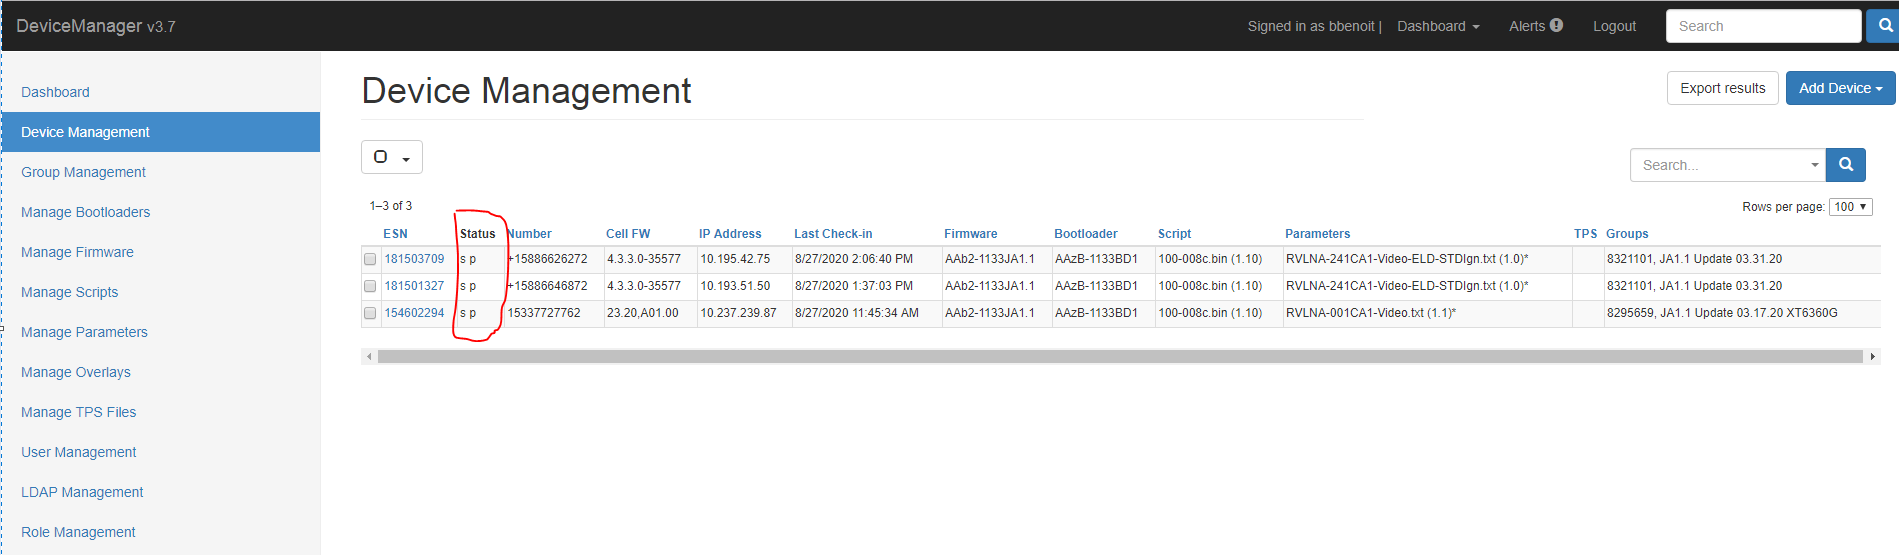 DeviceManager v3.7 Signed in as bbenoit | Dashboard Alerts Logout Search
Dashboard
Device Management
Group Management
Manage Bootloaders
Manage Firmware
Manage Scripts
Manage Parameters
Manage Overlays
Manage TPS Files
User Management
LDAP Management
Role Management
Device Management
Export results Add Device
Search...
1–3 of 3 Rows per page: 100
ESN Status Number Cell FW IP Address Last Check-in Firmware Bootloader Script Parameters TPS Groups
181503709 s p +15886626272 4.3.3.0-35577 10.195.42.75 8/27/2020 2:06:40 PM AAb2-1133JA1.1 AAzB-1133BD1 100-008c.bin (1.10) RVLNA-241CA1-Video-ELD-STDIgn.txt (1.0)* 8321101, JA1.1 Update 03.31.20
181501327 s p +15886646872 4.3.3.0-35577 10.193.51.50 8/27/2020 1:37:03 PM AAb2-1133JA1.1 AAzB-1133BD1 100-008c.bin (1.10) RVLNA-241CA1-Video-ELD-STDIgn.txt (1.0)* 8321101, JA1.1 Update 03.31.20
154602294 s p 15337727762 23.20,A01.00 10.237.239.87 8/27/2020 11:45:34 AM AAb2-1133JA1.1 AAzB-1133BD1 100-008c.bin (1.10) RVLNA-001CA1-Video.txt (1.1)* 8295659, JA1.1 Update 03.17.20 XT6360G